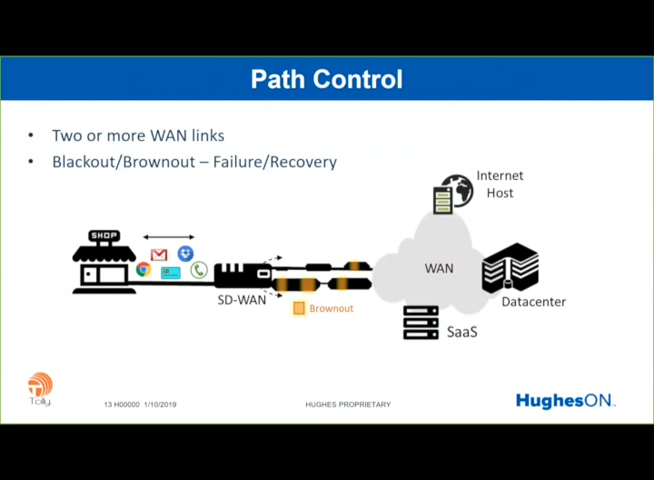 Path Control
• Two or more WAN links
• Blackout/Brownout – Failure/Recovery
Internet
Host
SHOP
WAN
SD-WAN
Datacenter
Brownout
SaaS
Tolly
13 H00000 1/10/2019
HUGHES PROPRIETARY
HughesON